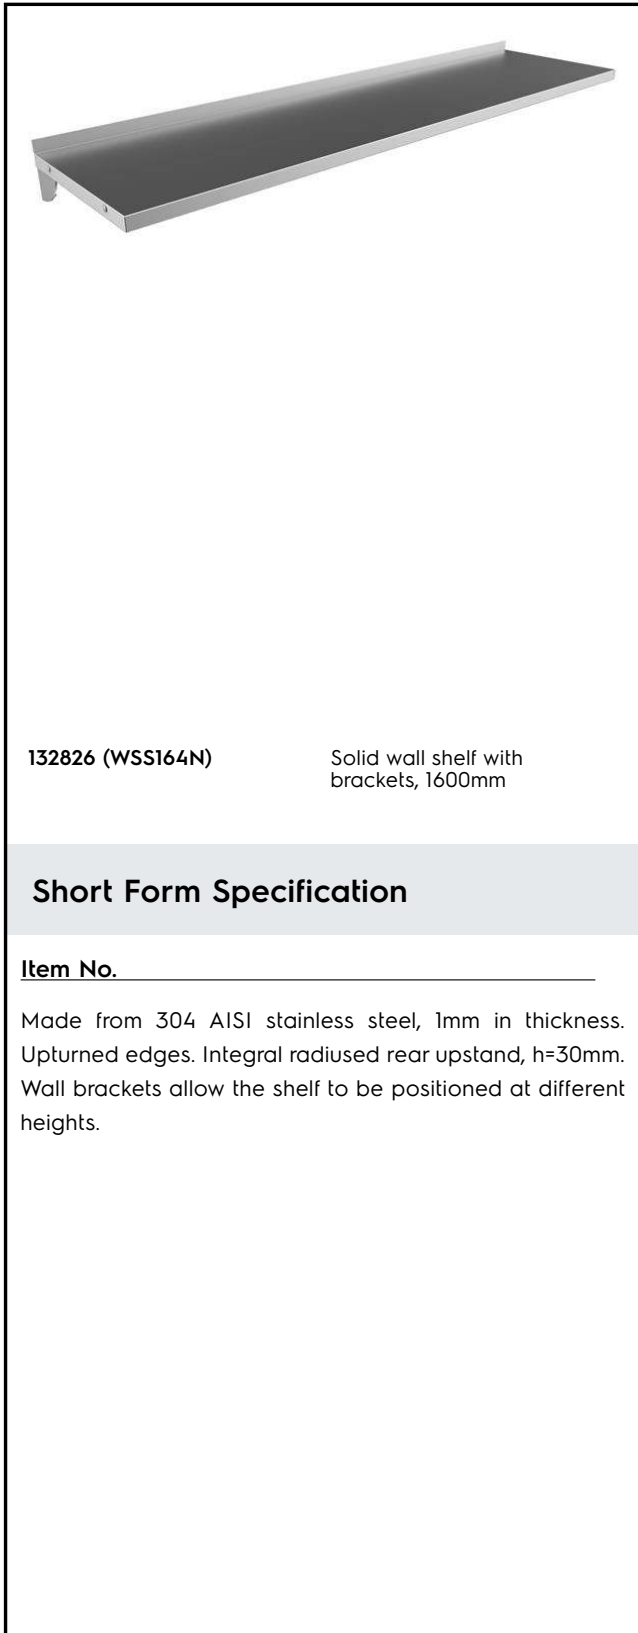 132826 (WSS164N)
Solid wall shelf with
brackets, 1600mm
Short Form Specification
Item No.
Made from 304 AISI stainless steel, 1mm in thickness.
Upturned edges. Integral radiused rear upstand, h=30mm.
Wall brackets allow the shelf to be positioned at different
heights.